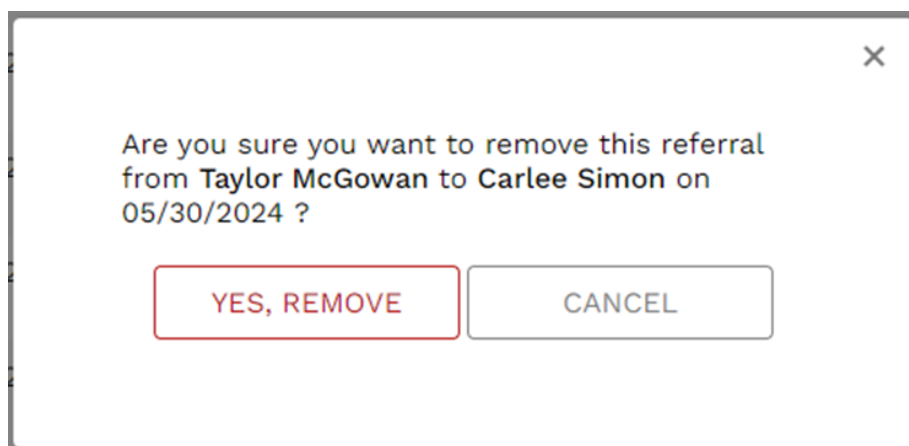 ×
Are you sure you want to remove this referral
from Taylor McGowan to Carlee Simon on
05/30/2024 ?
YES, REMOVE
CANCEL